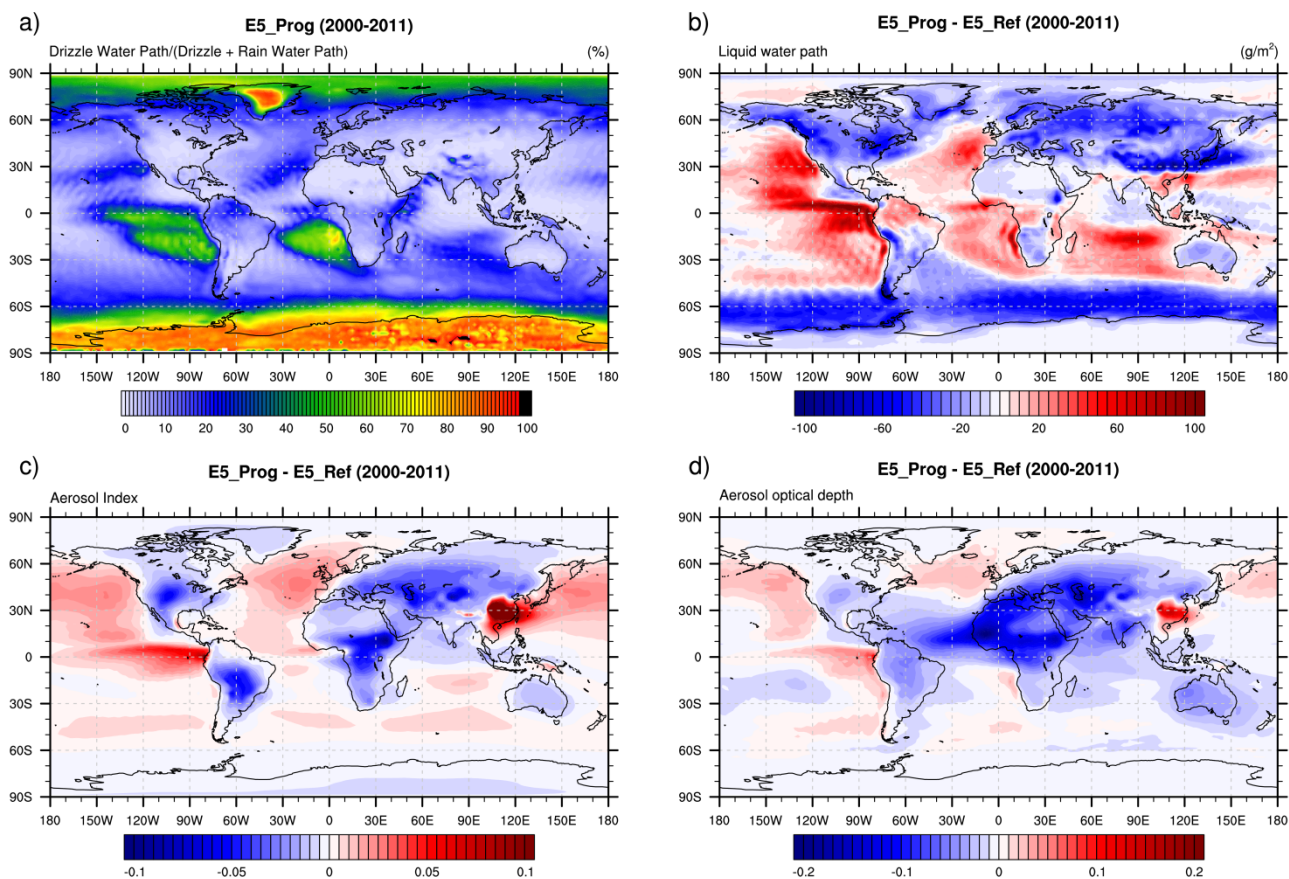 a)
E5_Prog (2000-2011)
Drizzle Water Path/(Drizzle + Rain Water Path)
(%)
90N
60N
30N
0
30S
60S
90S
180 150W 120W 90W 60W 30W 0 30E 60E 90E 120E 150E 180
0 10 20 30 40 50 60 70 80 90 100
b)
E5_Prog - E5_Ref (2000-2011)
Liquid water path
(g/m²)
90N
60N
30N
0
30S
60S
90S
180 150W 120W 90W 60W 30W 0 30E 60E 90E 120E 150E 180
-100 -60 -20 20 60 100
c)
E5_Prog - E5_Ref (2000-2011)
Aerosol Index
90N
60N
30N
0
30S
60S
90S
180 150W 120W 90W 60W 30W 0 30E 60E 90E 120E 150E 180
-0.1 -0.05 0 0.05 0.1
d)
E5_Prog - E5_Ref (2000-2011)
Aerosol optical depth
90N
60N
30N
0
30S
60S
90S
180 150W 120W 90W 60W 30W 0 30E 60E 90E 120E 150E 180
-0.2 -0.1 0 0.1 0.2